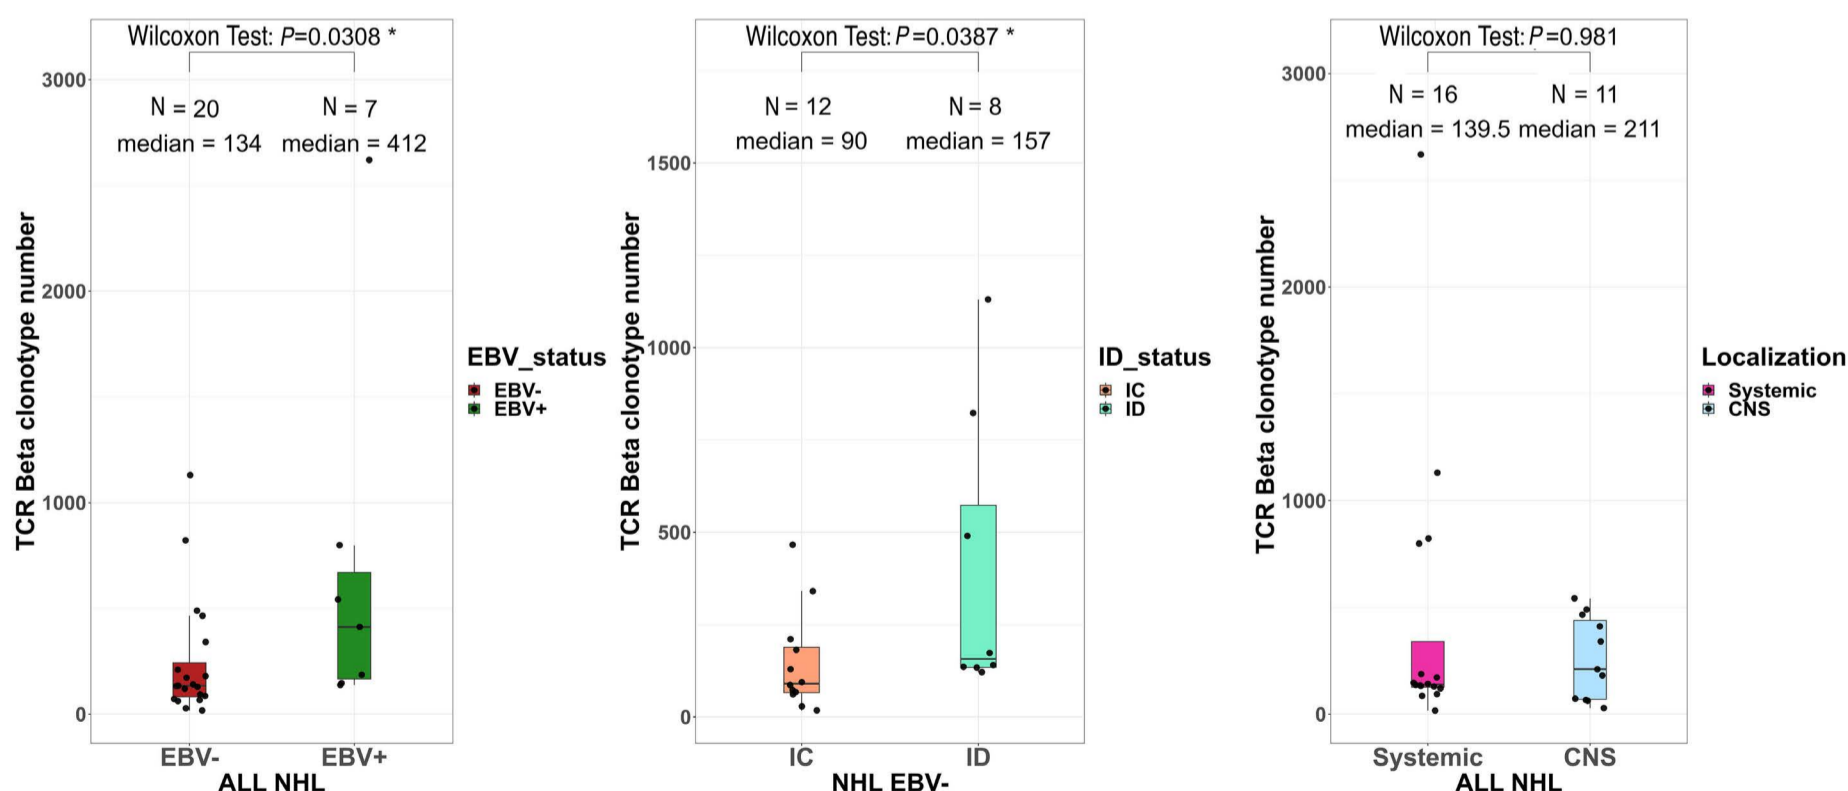 Wilcoxon Test: P=0.0308 *
N = 20
N = 7
median = 134
median = 412
3000
2000
1000
0
TCR Beta clonotype number
EBV-
EBV+
ALL NHL
EBV_status
EBV-
EBV+
Wilcoxon Test: P=0.0387 *
N = 12
N = 8
median = 90
median = 157
1500
1000
500
0
TCR Beta clonotype number
IC
ID
NHL EBV-
ID_status
IC
ID
Wilcoxon Test: P=0.981
N = 16
N = 11
median = 139.5
median = 211
3000
2000
1000
0
TCR Beta clonotype number
Systemic
CNS
ALL NHL
Localization
Systemic
CNS